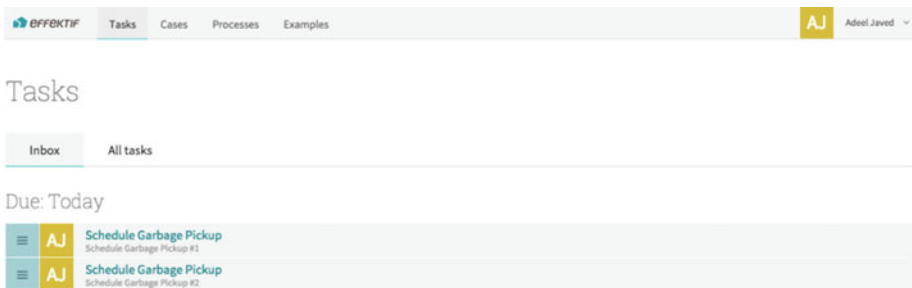 effektif Tasks Cases Processes Examples AJ Adeel Javed
Tasks
Inbox All tasks
Due: Today
AJ Schedule Garbage Pickup
Schedule Garbage Pickup #1
AJ Schedule Garbage Pickup
Schedule Garbage Pickup #2